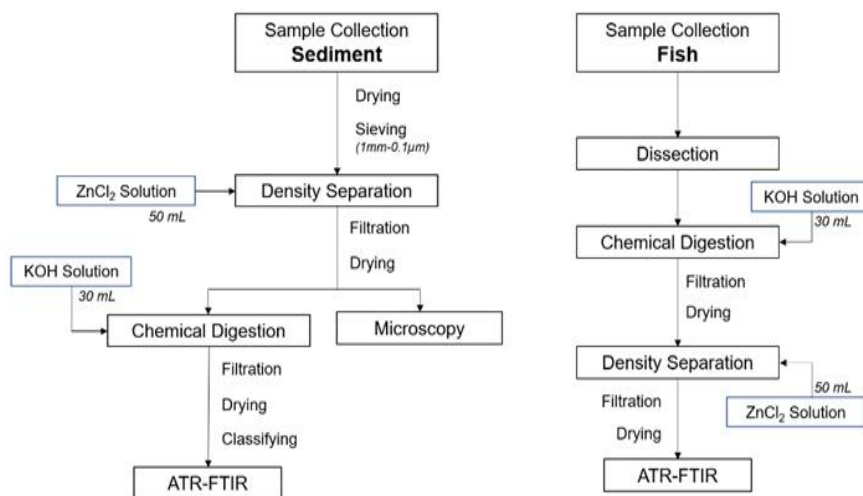 Sample Collection
Sediment
Drying
Sieving
(1mm-0.1µm)
ZnCl₂ Solution
50 mL
Density Separation
Filtration
Drying
KOH Solution
30 mL
Chemical Digestion
Microscopy
Filtration
Drying
Classifying
ATR-FTIR
Sample Collection
Fish
Dissection
KOH Solution
30 mL
Chemical Digestion
Filtration
Drying
Density Separation
50 mL
ZnCl₂ Solution
Filtration
Drying
ATR-FTIR